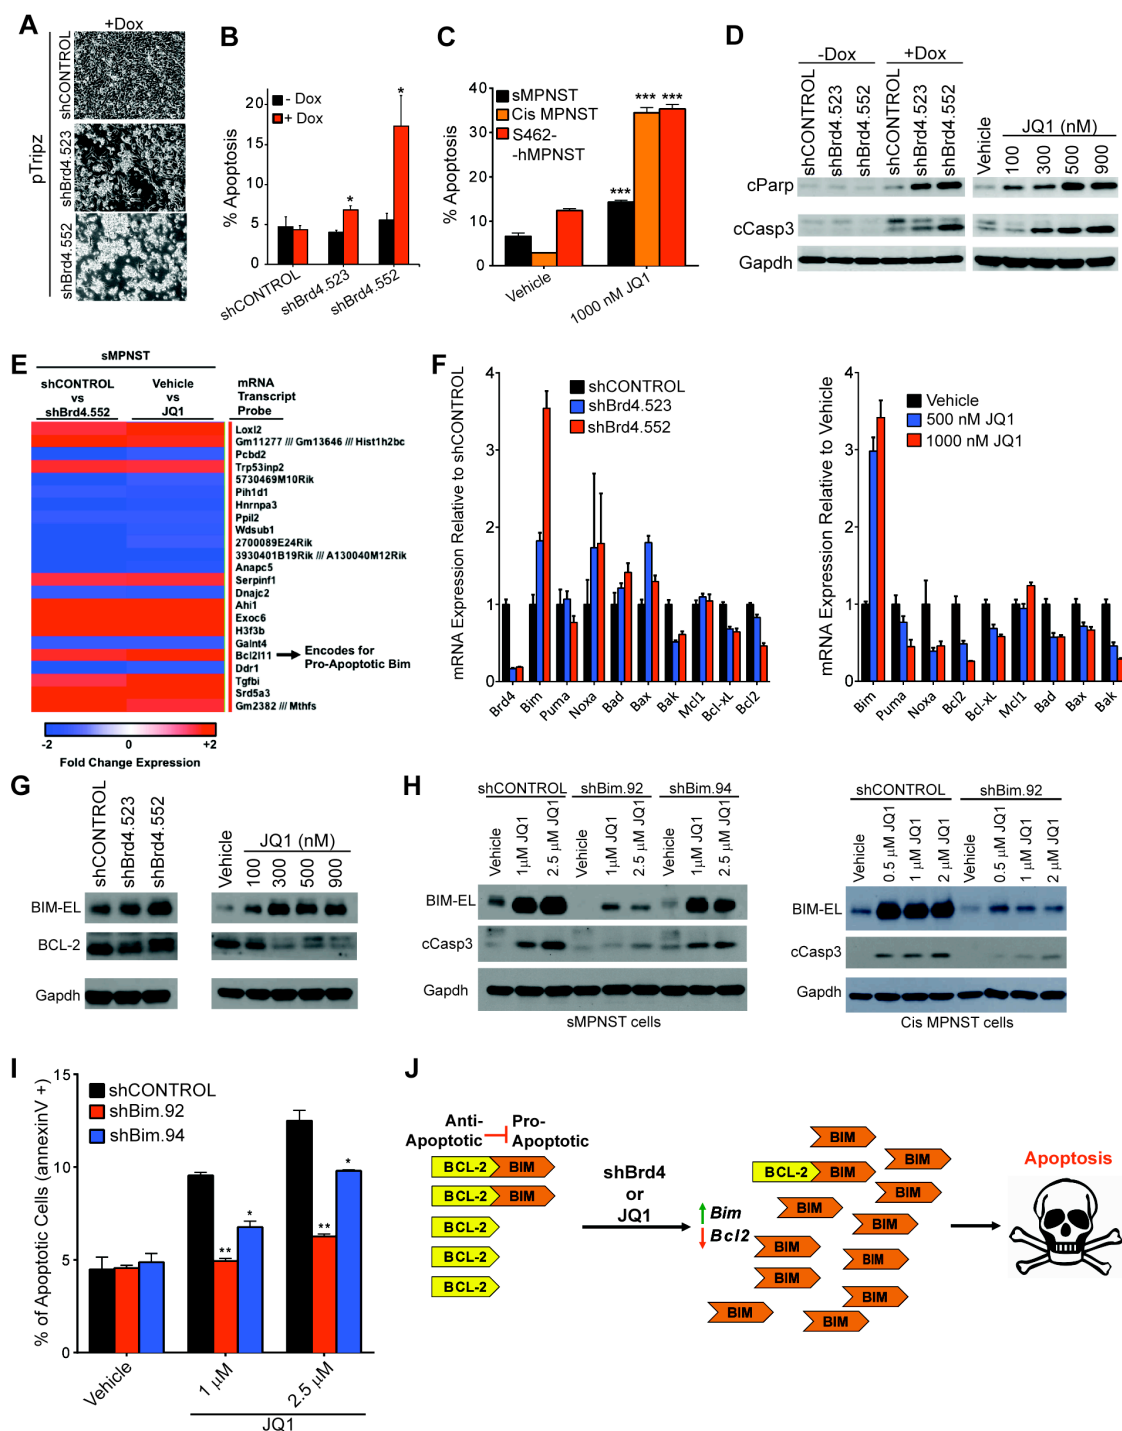 A
+Dox
pTripz
shCONTROL
shBrd4.523
shBrd4.552
B
% Apoptosis
20
15
10
5
0
- Dox
+ Dox
*
*
shCONTROL
shBrd4.523
shBrd4.552
C
% Apoptosis
40
30
20
10
0
sMPNST
Cis MPNST
S462-
-hMPNST
***
*** ***
Vehicle
1000 nM JQ1
D
-Dox
+Dox
shCONTROL
shBrd4.523
shBrd4.552
shCONTROL
shBrd4.523
shBrd4.552
Vehicle
JQ1 (nM)
100
300
500
900
cParp
cCasp3
Gapdh
E
sMPNST
shCONTROL
vs
shBrd4.552
Vehicle
vs
JQ1
mRNA
Transcript
Probe
Loxl2
Gm11277 /// Gm13646 /// Hist1h2bc
Pcbd2
Trp53inp2
5730469M10Rik
Pih1d1
Hnrnpa3
Ppil2
Wdsub1
2700089E24Rik
3930401B19Rik /// A130040M12Rik
Anapc5
Serpinf1
Dnajc2
Ahi1
Exoc6
H3f3b
Galnt4
Bcl2l11
Encodes for
Pro-Apoptotic Bim
Ddr1
Tgfbi
Srd5a3
Gm2382 /// Mthfs
-2
0
+2
Fold Change Expression
F
mRNA Expression Relative to shCONTROL
4
3
2
1
0
shCONTROL
shBrd4.523
shBrd4.552
Brd4
Bim
Puma
Noxa
Bad
Bax
Bak
Mcl1
Bcl-xL
Bcl2
mRNA Expression Relative to Vehicle
4
3
2
1
0
Vehicle
500 nM JQ1
1000 nM JQ1
Bim
Puma
Noxa
Bcl2
Bcl-xL
Mcl1
Bad
Bax
Bak
G
shCONTROL
shBrd4.523
shBrd4.552
Vehicle
JQ1 (nM)
100
300
500
900
BIM-EL
BCL-2
Gapdh
H
shCONTROL
shBim.92
shBim.94
Vehicle
1µM JQ1
2.5 µM JQ1
Vehicle
1µM JQ1
2.5 µM JQ1
Vehicle
1µM JQ1
2.5 µM JQ1
BIM-EL
cCasp3
Gapdh
sMPNST cells
shCONTROL
shBim.92
Vehicle
0.5 µM JQ1
1 µM JQ1
2 µM JQ1
Vehicle
0.5 µM JQ1
1 µM JQ1
2 µM JQ1
BIM-EL
cCasp3
Gapdh
Cis MPNST cells
I
% of Apoptotic Cells (annexinV +)
15
10
5
0
shCONTROL
shBim.92
shBim.94
**
*
**
*
Vehicle
1 µM
2.5 µM
JQ1
J
Anti-
Apoptotic
Pro-
Apoptotic
BCL-2 BIM
BCL-2 BIM
BCL-2
BCL-2
BCL-2
shBrd4
or
JQ1
Bim
Bcl2
BIM
BIM
BCL-2 BIM
BIM
BIM
BIM
BIM
BIM
BIM
BIM
BIM
BIM
Apoptosis